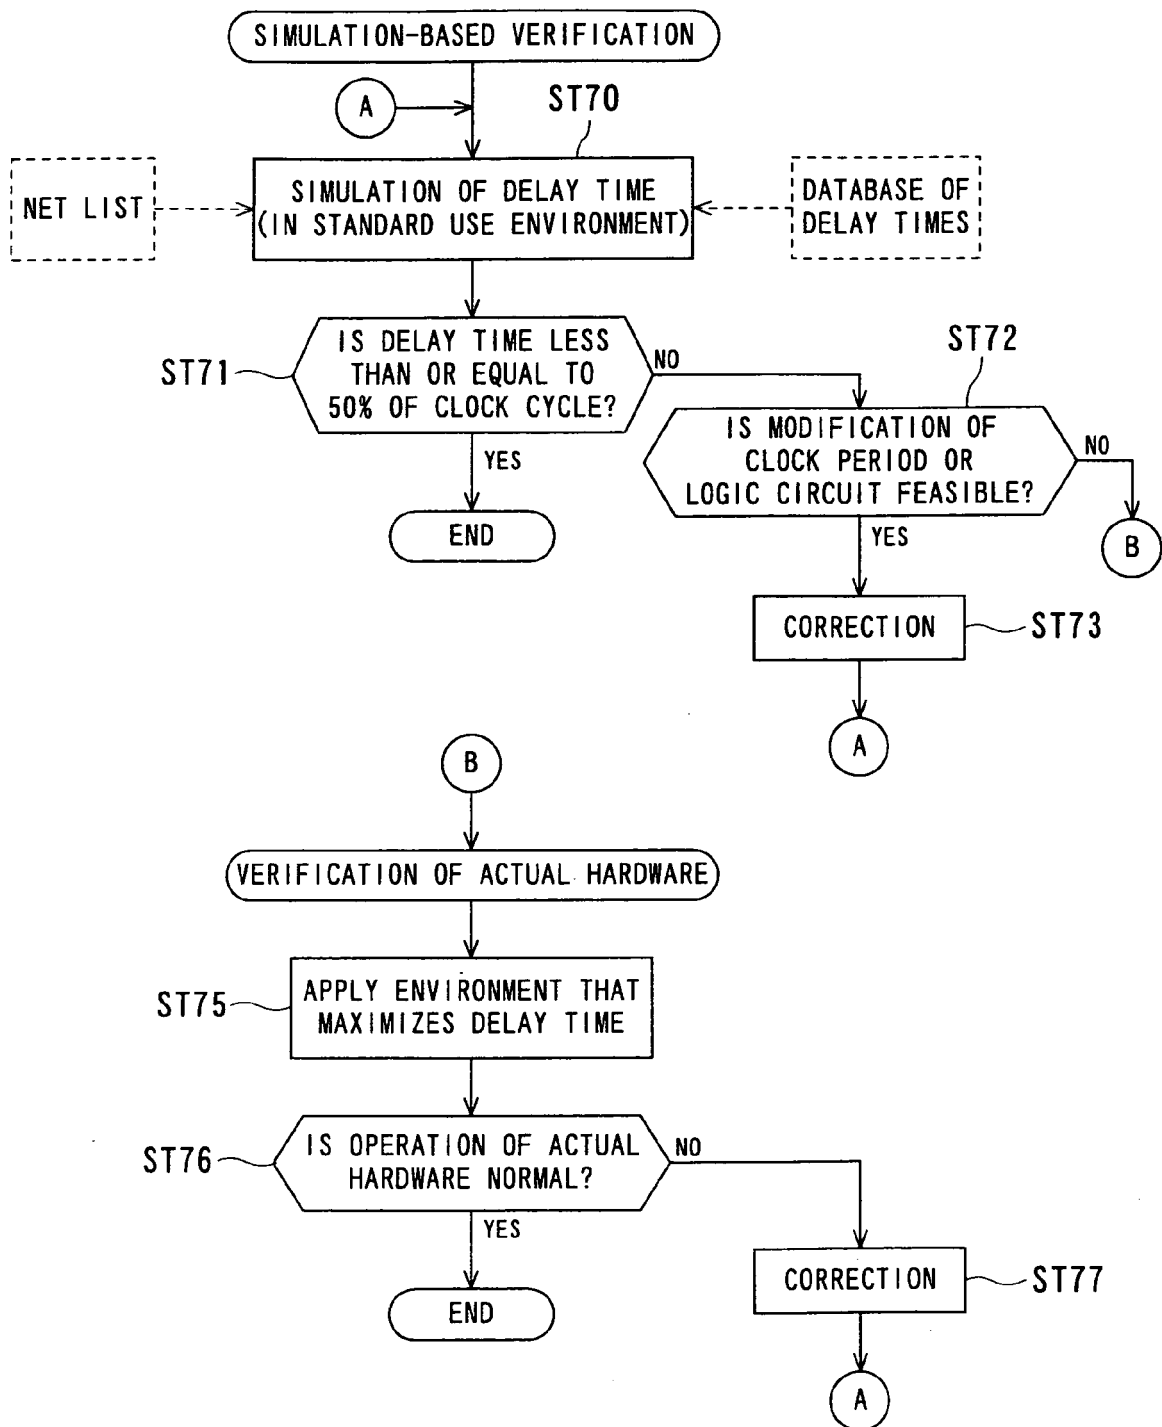 SIMULATION-BASED VERIFICATION
A
ST70
NET LIST
SIMULATION OF DELAY TIME
(IN STANDARD USE ENVIRONMENT)
DATABASE OF
DELAY TIMES
ST71
IS DELAY TIME LESS
THAN OR EQUAL TO
50% OF CLOCK CYCLE?
NO
ST72
YES
IS MODIFICATION OF
CLOCK PERIOD OR
LOGIC CIRCUIT FEASIBLE?
NO
END
YES
B
CORRECTION
ST73
A
B
VERIFICATION OF ACTUAL HARDWARE
ST75
APPLY ENVIRONMENT THAT
MAXIMIZES DELAY TIME
ST76
IS OPERATION OF ACTUAL
HARDWARE NORMAL?
NO
YES
END
CORRECTION
ST77
A